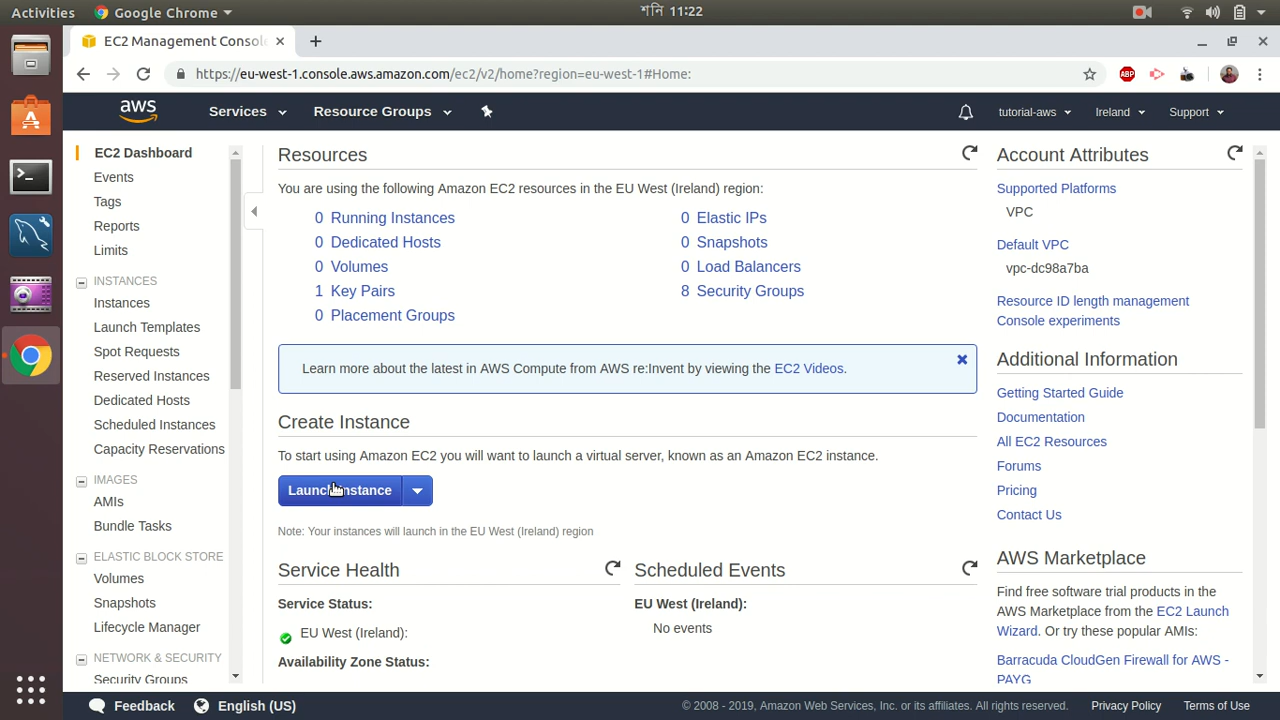 Activities Google Chrome শনি 11:22
EC2 Management Consol
https://eu-west-1.console.aws.amazon.com/ec2/v2/home?region=eu-west-1#Home:
ABP
aws Services Resource Groups tutorial-aws Ireland Support
EC2 Dashboard
Events
Tags
Reports
Limits
INSTANCES
Instances
Launch Templates
Spot Requests
Reserved Instances
Dedicated Hosts
Scheduled Instances
Capacity Reservations
IMAGES
AMIs
Bundle Tasks
ELASTIC BLOCK STORE
Volumes
Snapshots
Lifecycle Manager
NETWORK & SECURITY
Security Groups
Resources
You are using the following Amazon EC2 resources in the EU West (Ireland) region:
0 Running Instances
0 Dedicated Hosts
0 Volumes
1 Key Pairs
0 Placement Groups
0 Elastic IPs
0 Snapshots
0 Load Balancers
8 Security Groups
Learn more about the latest in AWS Compute from AWS re:Invent by viewing the EC2 Videos.
Create Instance
To start using Amazon EC2 you will want to launch a virtual server, known as an Amazon EC2 instance.
Launch Instance
Note: Your instances will launch in the EU West (Ireland) region
Service Health
Service Status:
EU West (Ireland):
Availability Zone Status:
Scheduled Events
EU West (Ireland):
No events
Account Attributes
Supported Platforms
VPC
Default VPC
vpc-dc98a7ba
Resource ID length management
Console experiments
Additional Information
Getting Started Guide
Documentation
All EC2 Resources
Forums
Pricing
Contact Us
AWS Marketplace
Find free software trial products in the
AWS Marketplace from the EC2 Launch
Wizard. Or try these popular AMIs:
Barracuda CloudGen Firewall for AWS -
PAYG
Feedback English (US) © 2008 - 2019, Amazon Web Services, Inc. or its affiliates. All rights reserved. Privacy Policy Terms of Use